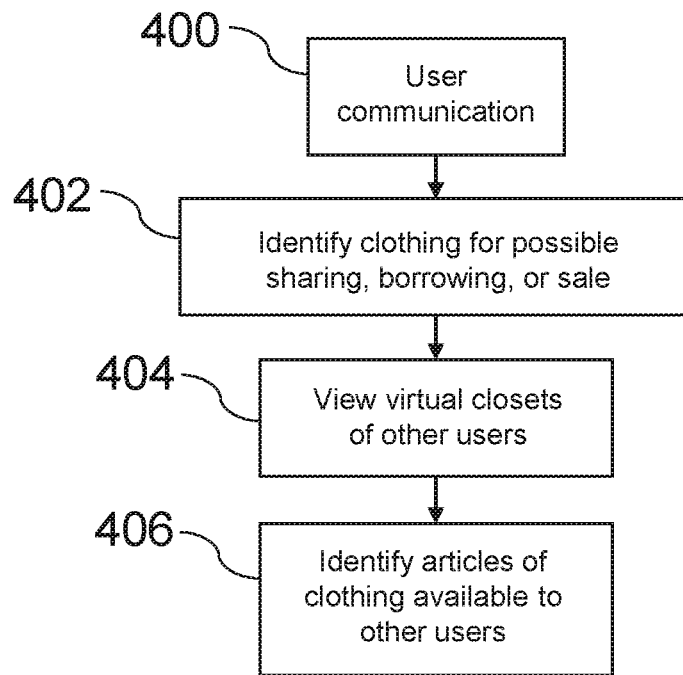 400
User
communication
402
Identify clothing for possible
sharing, borrowing, or sale
404
View virtual closets
of other users
406
Identify articles of
clothing available to
other users